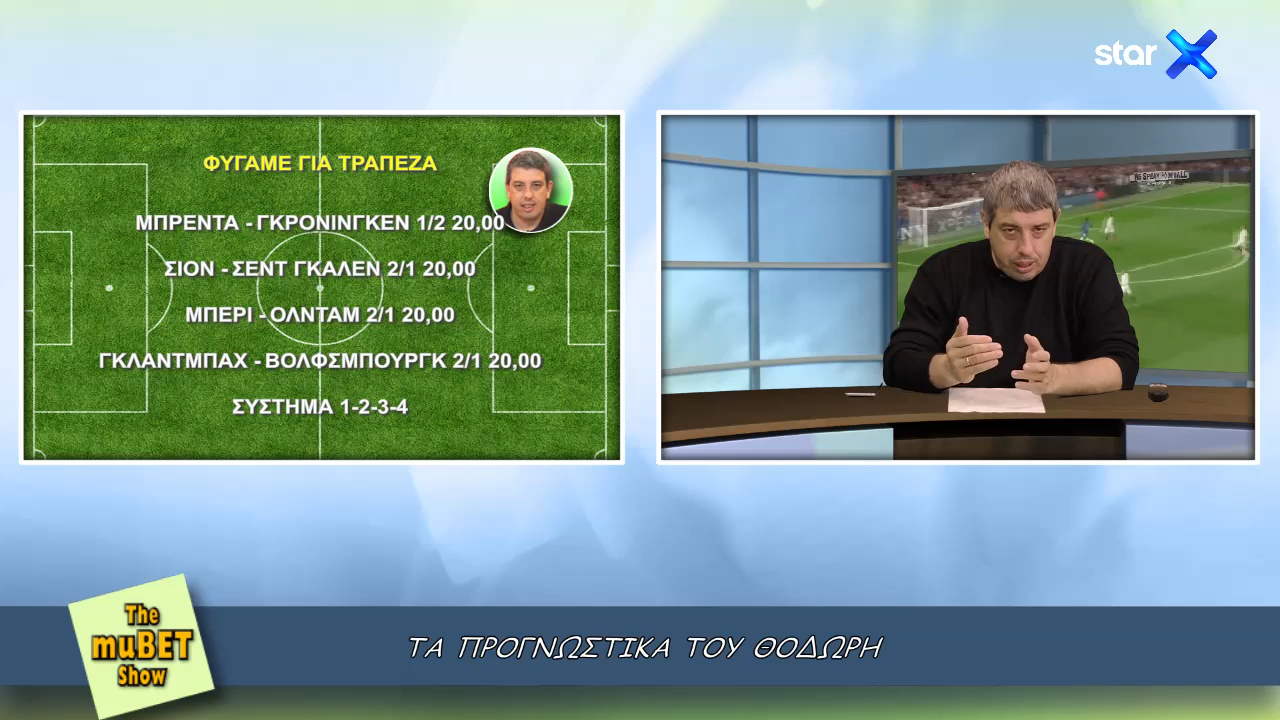 star X
ΦΥΓΑΜΕ ΓΙΑ ΤΡΑΠΕΖΑ
ΜΠΡΕΝΤΑ - ΓΚΡΟΝΙΝΓΚΕΝ 1/2 20,00
ΣΙΟΝ - ΣΕΝΤ ΓΚΑΛΕΝ 2/1 20,00
ΜΠΕΡΙ - ΟΛΝΤΑΜ 2/1 20,00
ΓΚΛΑΝΤΜΠΑΧ - ΒΟΛΦΣΜΠΟΥΡΓΚ 2/1 20,00
ΣΥΣΤΗΜΑ 1-2-3-4
The
muBET
Show
ΤΑ ΠΡΟΓΝΩΣΤΙΚΑ ΤΟΥ ΘΟΔΩΡΗ